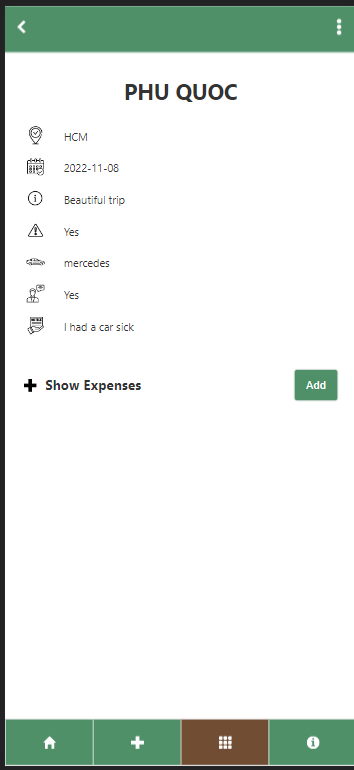 PHU QUOC
HCM
2022-11-08
Beautiful trip
Yes
mercedes
Yes
I had a car sick
Show Expenses
Add